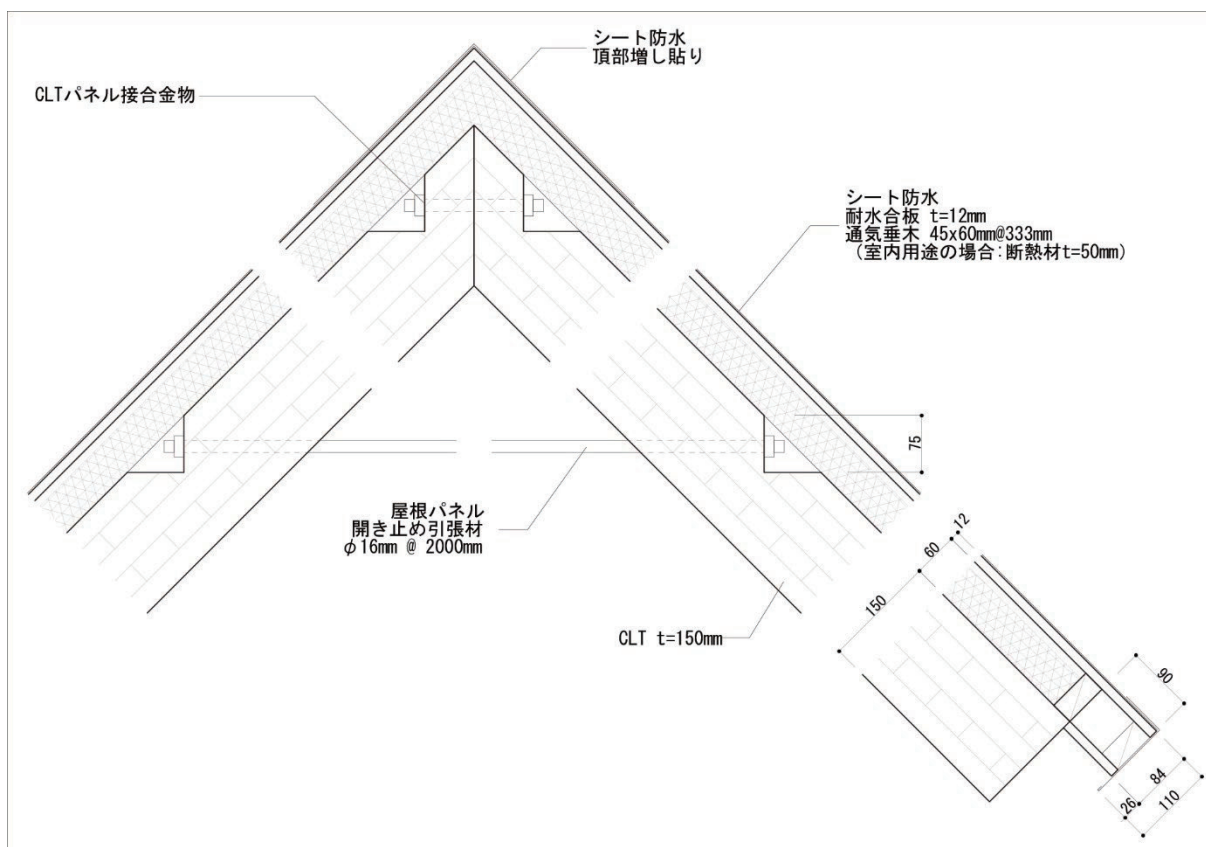 シート防水
頂部増し貼り
CLTパネル接合金物
シート防水
耐水合板 t=12mm
通気垂木 45x60mm@333mm
（室内用途の場合:断熱材t=50mm）
75
屋根パネル
開き止め引張材
φ16mm @ 2000mm
12
60
150
CLT t=150mm
90
84
26
110